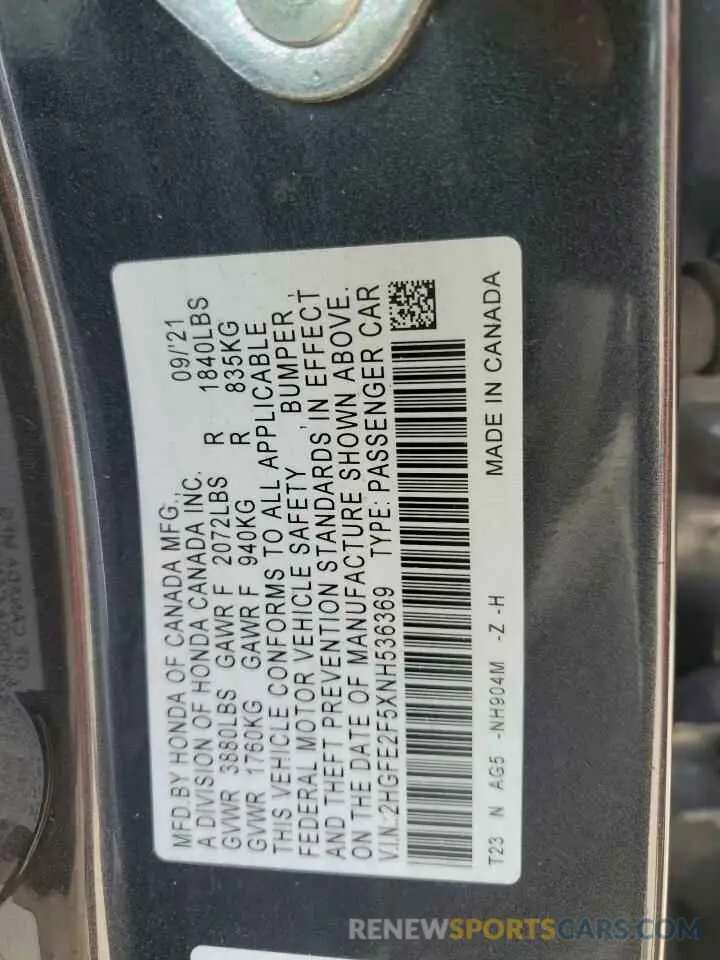 MFD.BY HONDA OF CANADA MFG., 09/'21
A DIVISION OF HONDA CANADA INC.
GVWR 3880LBS GAWR F 2072LBS R 1840LBS
GVWR 1760KG GAWR F 940KG R 835KG
THIS VEHICLE CONFORMS TO ALL APPLICABLE
FEDERAL MOTOR VEHICLE SAFETY , BUMPER ,
AND THEFT PREVENTION STANDARDS IN EFFECT
ON THE DATE OF MANUFACTURE SHOWN ABOVE.
V.I.N.2HGFE2F5XNH536369 TYPE: PASSENGER CAR
T23 N AG5 -NH904M -Z -H MADE IN CANADA
RENEWSPORTSCARS.COM